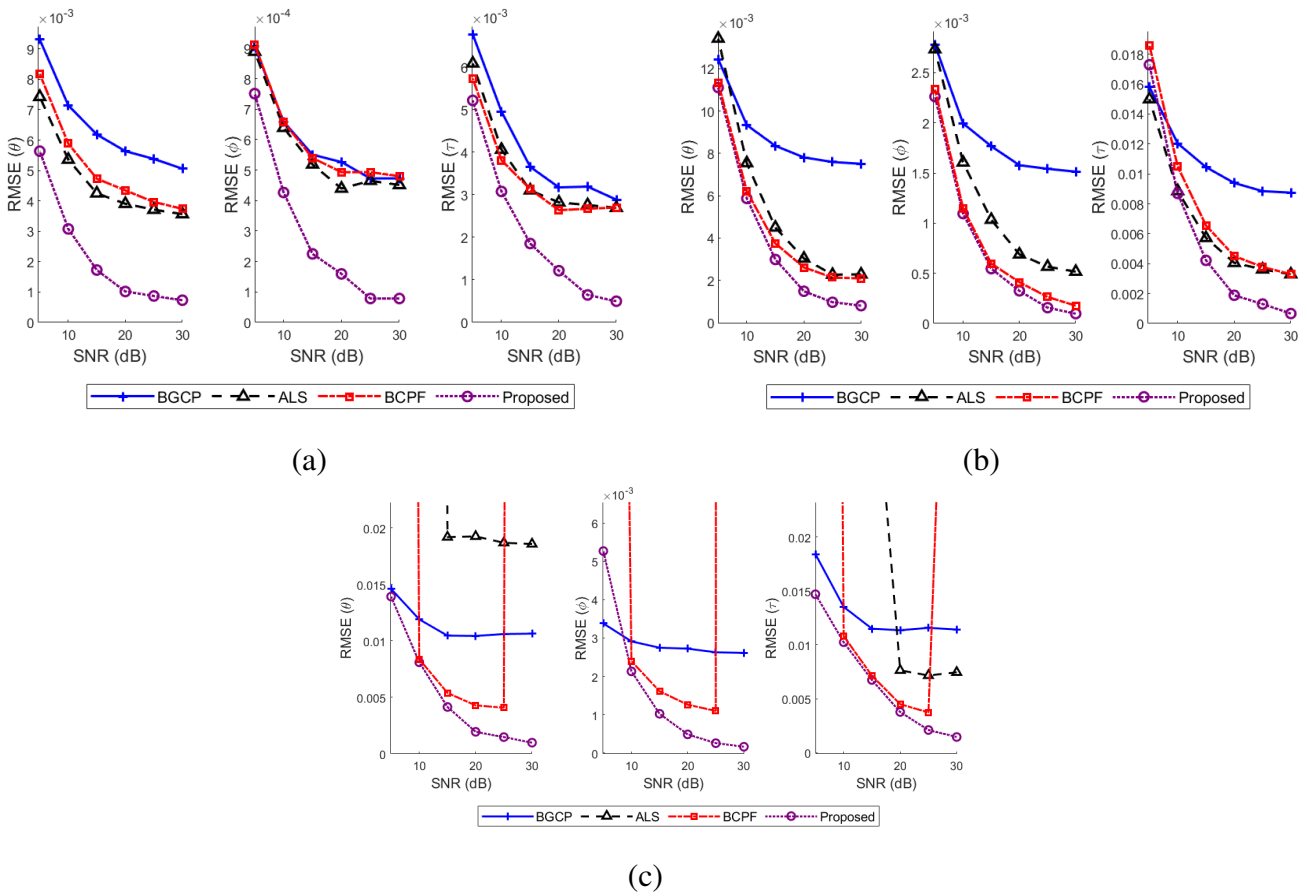 ×10⁻³
9
8
7
6
5
4
3
2
1
0
RMSE (θ)
10 20 30
SNR (dB)
×10⁻⁴
9
8
7
6
5
4
3
2
1
0
RMSE (ϕ)
10 20 30
SNR (dB)
×10⁻³
6
5
4
3
2
1
0
RMSE (τ)
10 20 30
SNR (dB)
BGCP ALS BCPF Proposed
(a)
×10⁻³
12
10
8
6
4
2
0
RMSE (θ)
10 20 30
SNR (dB)
×10⁻³
2.5
2
1.5
1
0.5
0
RMSE (ϕ)
10 20 30
SNR (dB)
0.018
0.016
0.014
0.012
0.01
0.008
0.006
0.004
0.002
0
RMSE (τ)
10 20 30
SNR (dB)
BGCP ALS BCPF Proposed
(b)
0.02
0.015
0.01
0.005
0
RMSE (θ)
10 20 30
SNR (dB)
×10⁻³
6
5
4
3
2
1
0
RMSE (ϕ)
10 20 30
SNR (dB)
0.02
0.015
0.01
0.005
0
RMSE (τ)
10 20 30
SNR (dB)
BGCP ALS BCPF Proposed
(c)